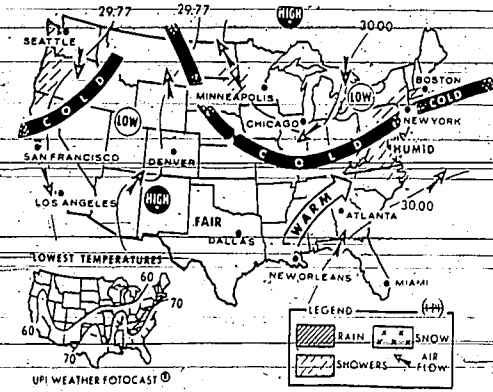 29.77
29.77
HIGH
30.00
SEATTLE
COLD
LOW
MINNEAPOLIS
CHICAGO
LOW
BOSTON
COLD
NEW YORK
COLD
HUMID
SAN FRANCISCO
DENVER
LOS ANGELES
HIGH
FAIR
DALLAS
WARM
ATLANTA
30.00
NEW ORLEANS
MIAMI
LOWEST TEMPERATURES
60
70
60
70
UPI WEATHER FOTOCAST ®
LEGEND
RAIN
SNOW
SHOWERS
AIR
FLOW